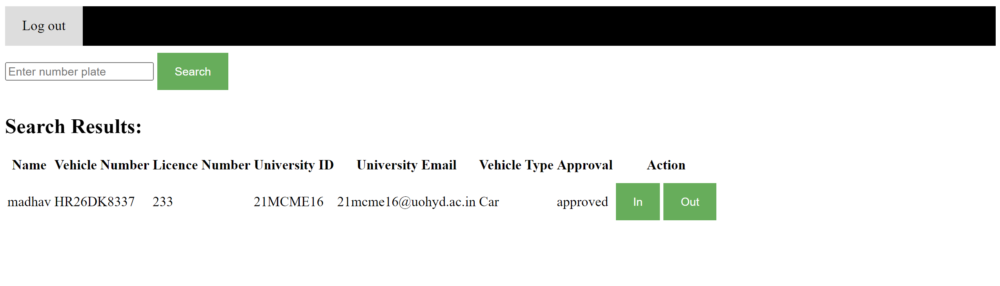 Log out
Enter number plate Search
Search Results:
Name Vehicle Number Licence Number University ID University Email Vehicle Type Approval Action
madhav HR26DK8337 233 21MCME16 21mcme16@uohyd.ac.in Car approved In Out